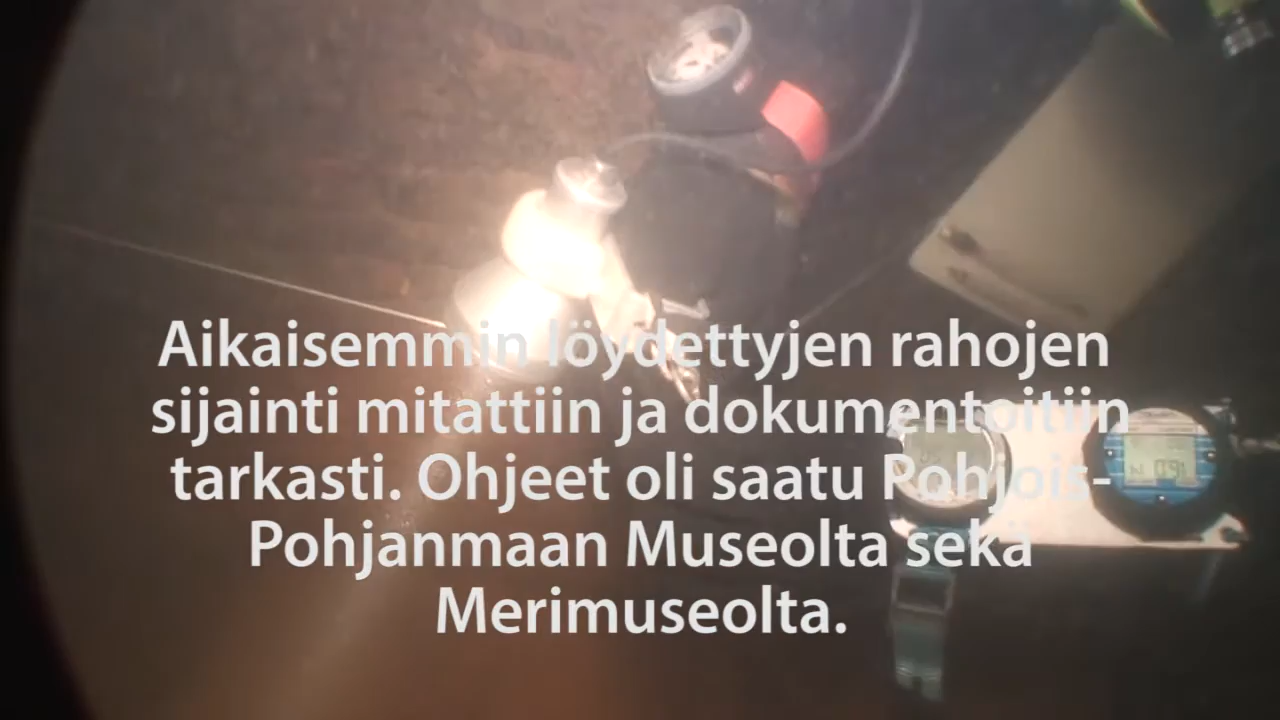 Aikaisemmin löydettyjen rahojen
sijainti mitattiin ja dokumentoitiin
tarkasti. Ohjeet oli saatu Pohjois-
Pohjanmaan Museolta sekä
Merimuseolta.